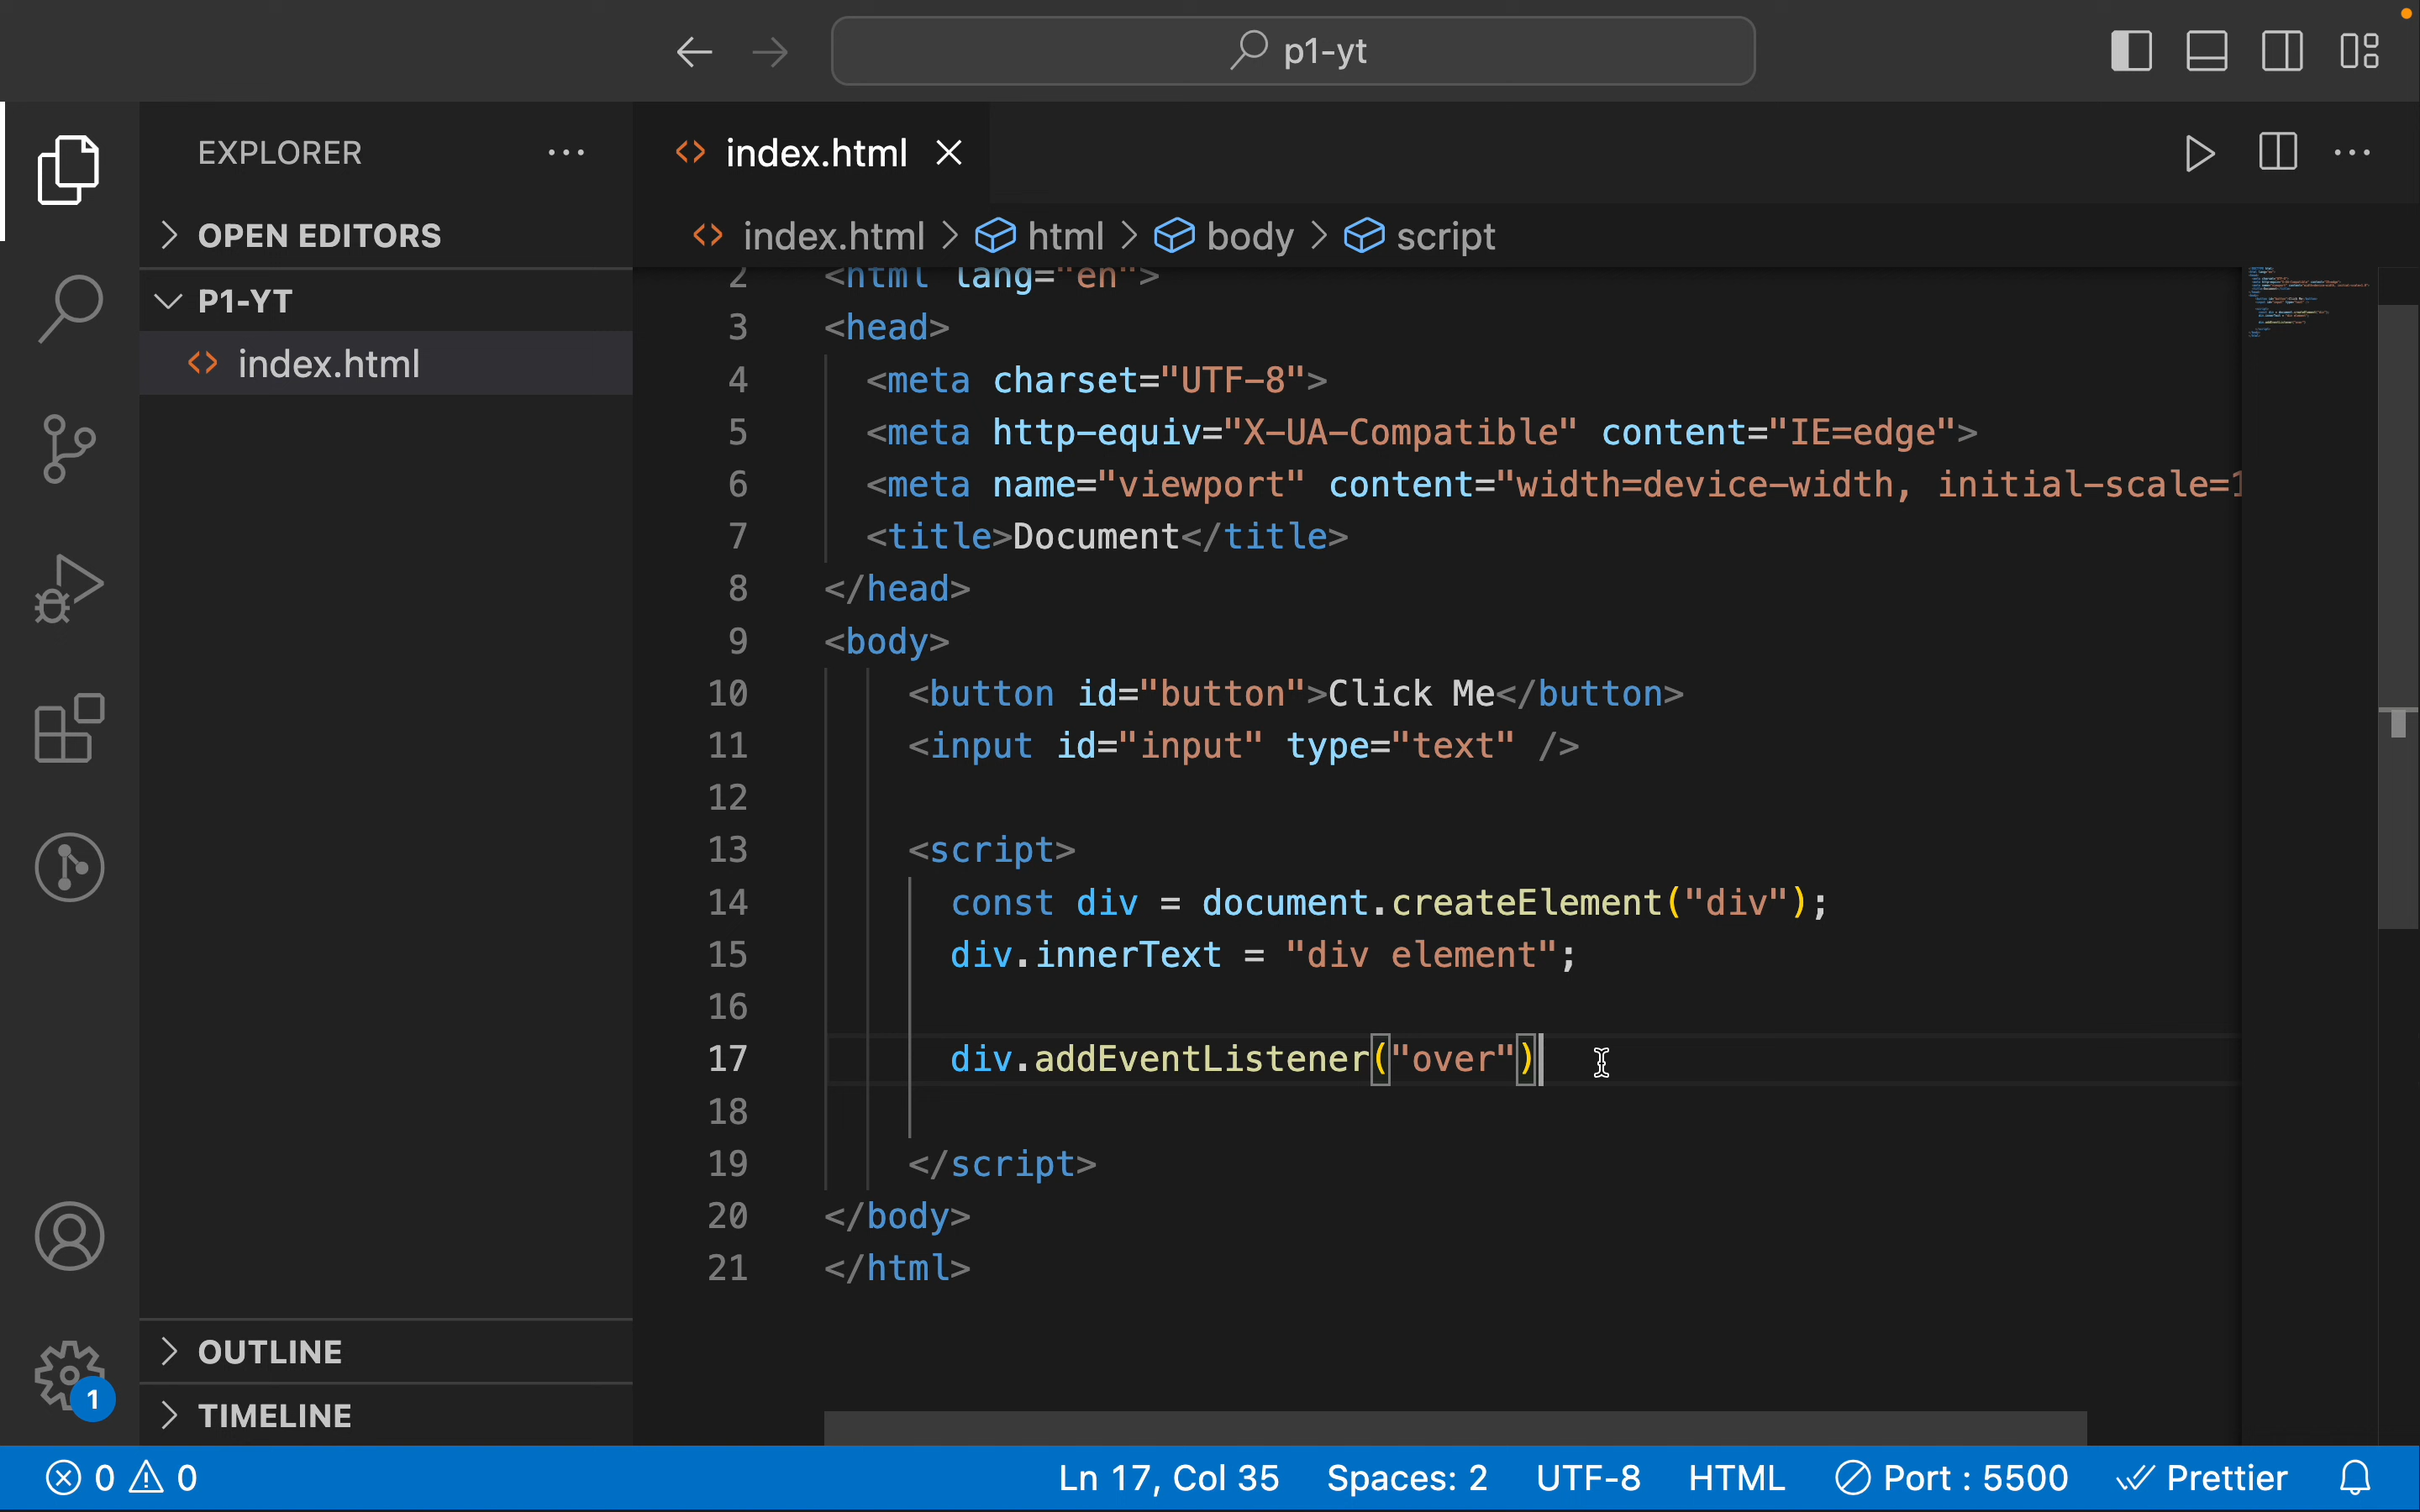 p1-yt
EXPLORER
index.html
OPEN EDITORS
index.html > html > body > script
P1-YT
index.html
2 <html lang="en">
3 <head>
4 <meta charset="UTF-8">
5 <meta http-equiv="X-UA-Compatible" content="IE=edge">
6 <meta name="viewport" content="width=device-width, initial-scale=1
7 <title>Document</title>
8 </head>
9 <body>
10 <button id="button">Click Me</button>
11 <input id="input" type="text" />
12
13 <script>
14 const div = document.createElement("div");
15 div.innerText = "div element";
16
17 div.addEventListener("over")
18
19 </script>
20 </body>
21 </html>
OUTLINE
TIMELINE
1
0 0 Ln 17, Col 35 Spaces: 2 UTF-8 HTML Port : 5500 Prettier